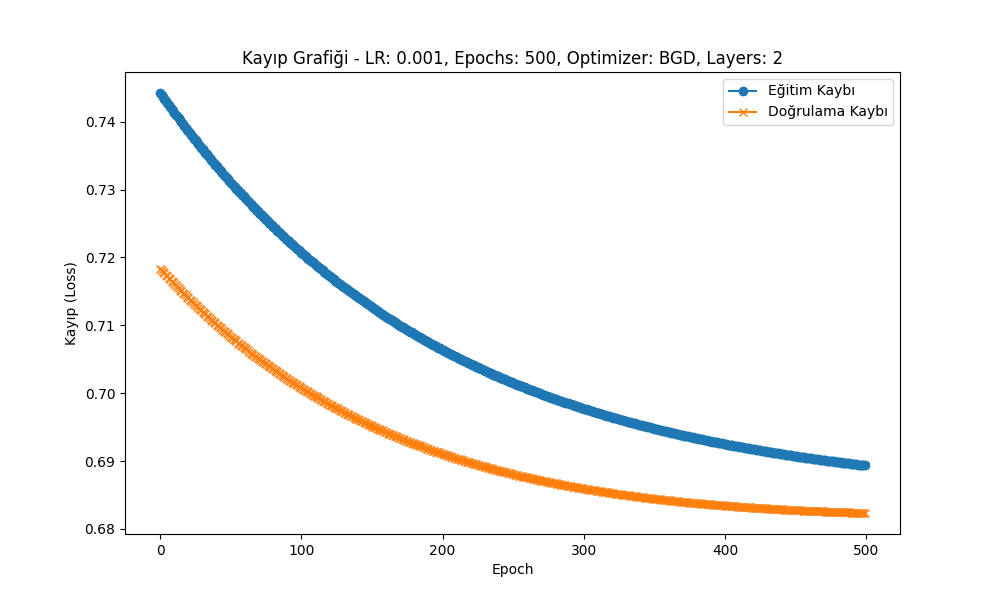 Kayıp Grafiği - LR: 0.001, Epochs: 500, Optimizer: BGD, Layers: 2
Eğitim Kaybı
Doğrulama Kaybı
Kayıp (Loss)
0.74
0.73
0.72
0.71
0.70
0.69
0.68
0
100
200
300
400
500
Epoch